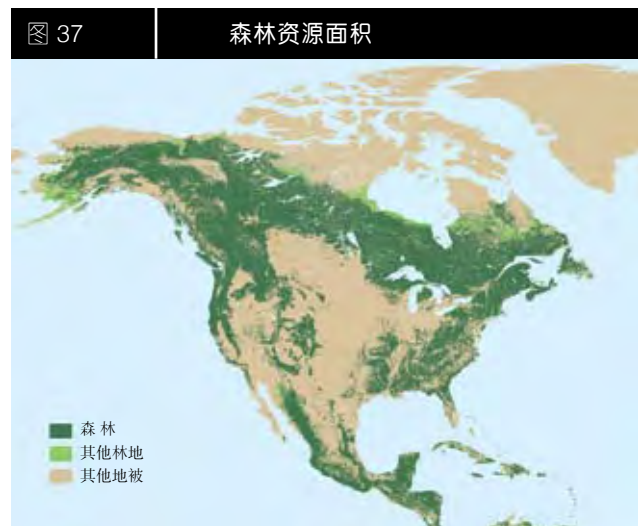 图 37
森林资源面积
森 林
其他林地
其他地被